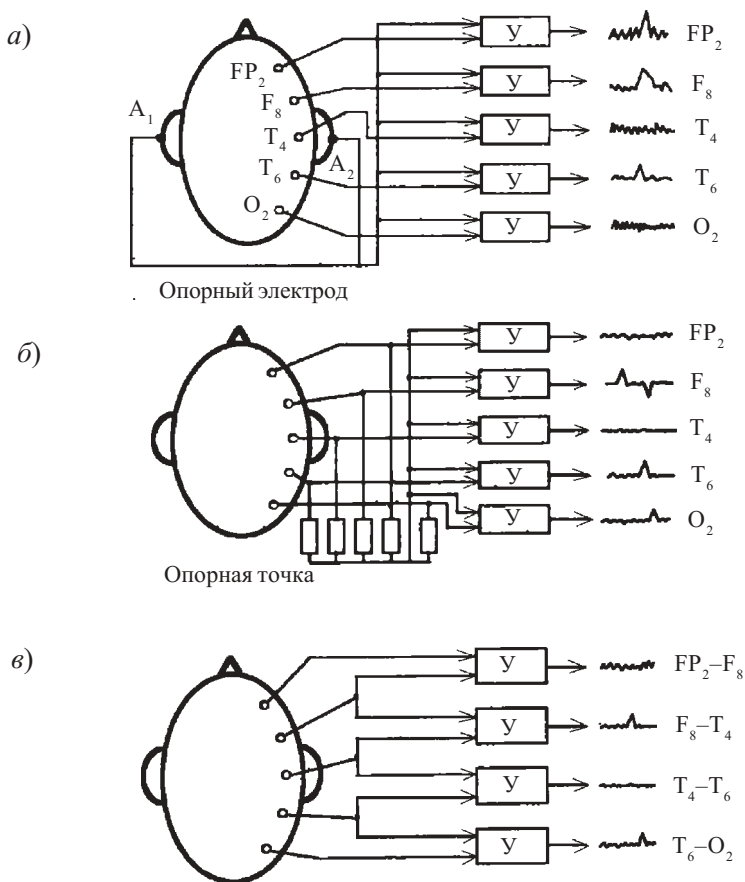 а)
У FP₂
FP₂
У F₈
F₈
A₁
T₄ У T₄
A₂
T₆ У T₆
O₂ У O₂
Опорный электрод
б)
У FP₂
У F₈
У T₄
У T₆
У O₂
Опорная точка
в)
У FP₂–F₈
У F₈–T₄
У T₄–T₆
У T₆–O₂